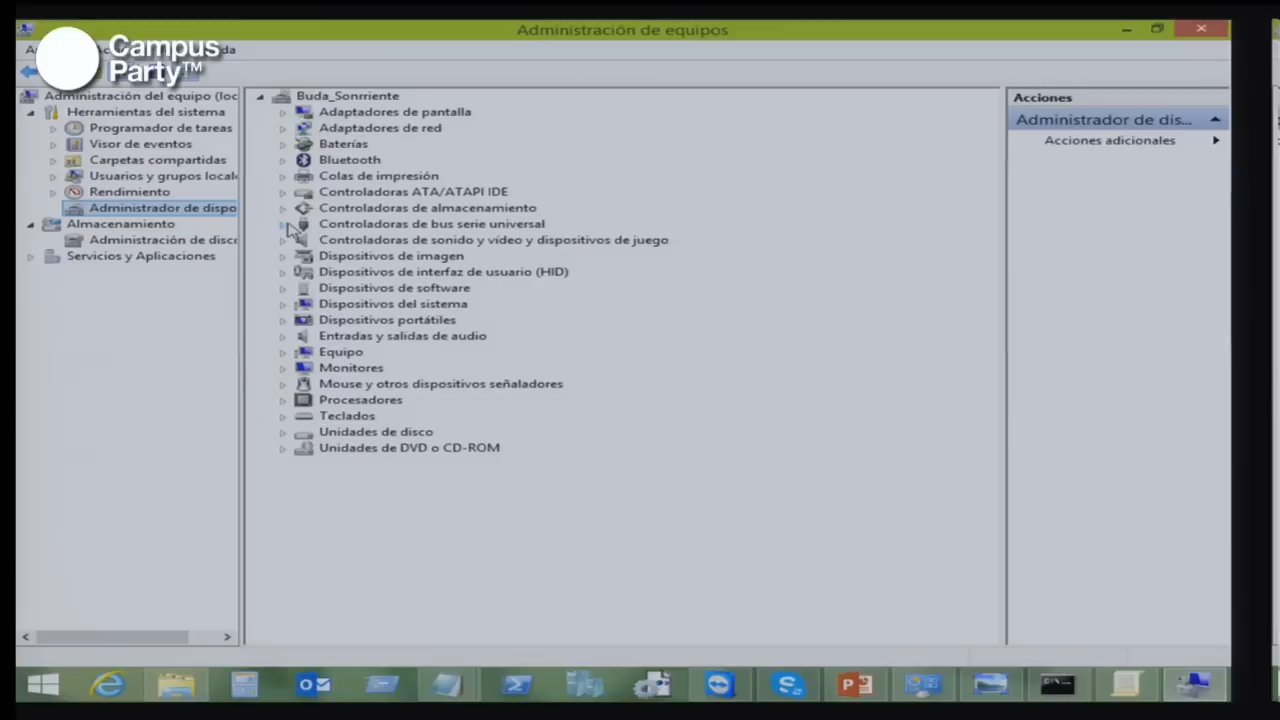 Administración de equipos
Campus
Party™
Administración del equipo (loc
Herramientas del sistema
Programador de tareas
Visor de eventos
Carpetas compartidas
Usuarios y grupos locale
Rendimiento
Administrador de dispo
Almacenamiento
Administración de disco
Servicios y Aplicaciones
Buda_Sonrriente
Adaptadores de pantalla
Adaptadores de red
Baterías
Bluetooth
Colas de impresión
Controladoras ATA/ATAPI IDE
Controladoras de almacenamiento
Controladoras de bus serie universal
Controladoras de sonido y vídeo y dispositivos de juego
Dispositivos de imagen
Dispositivos de interfaz de usuario (HID)
Dispositivos de software
Dispositivos del sistema
Dispositivos portátiles
Entradas y salidas de audio
Equipo
Monitores
Mouse y otros dispositivos señaladores
Procesadores
Teclados
Unidades de disco
Unidades de DVD o CD-ROM
Acciones
Administrador de dis...
Acciones adicionales